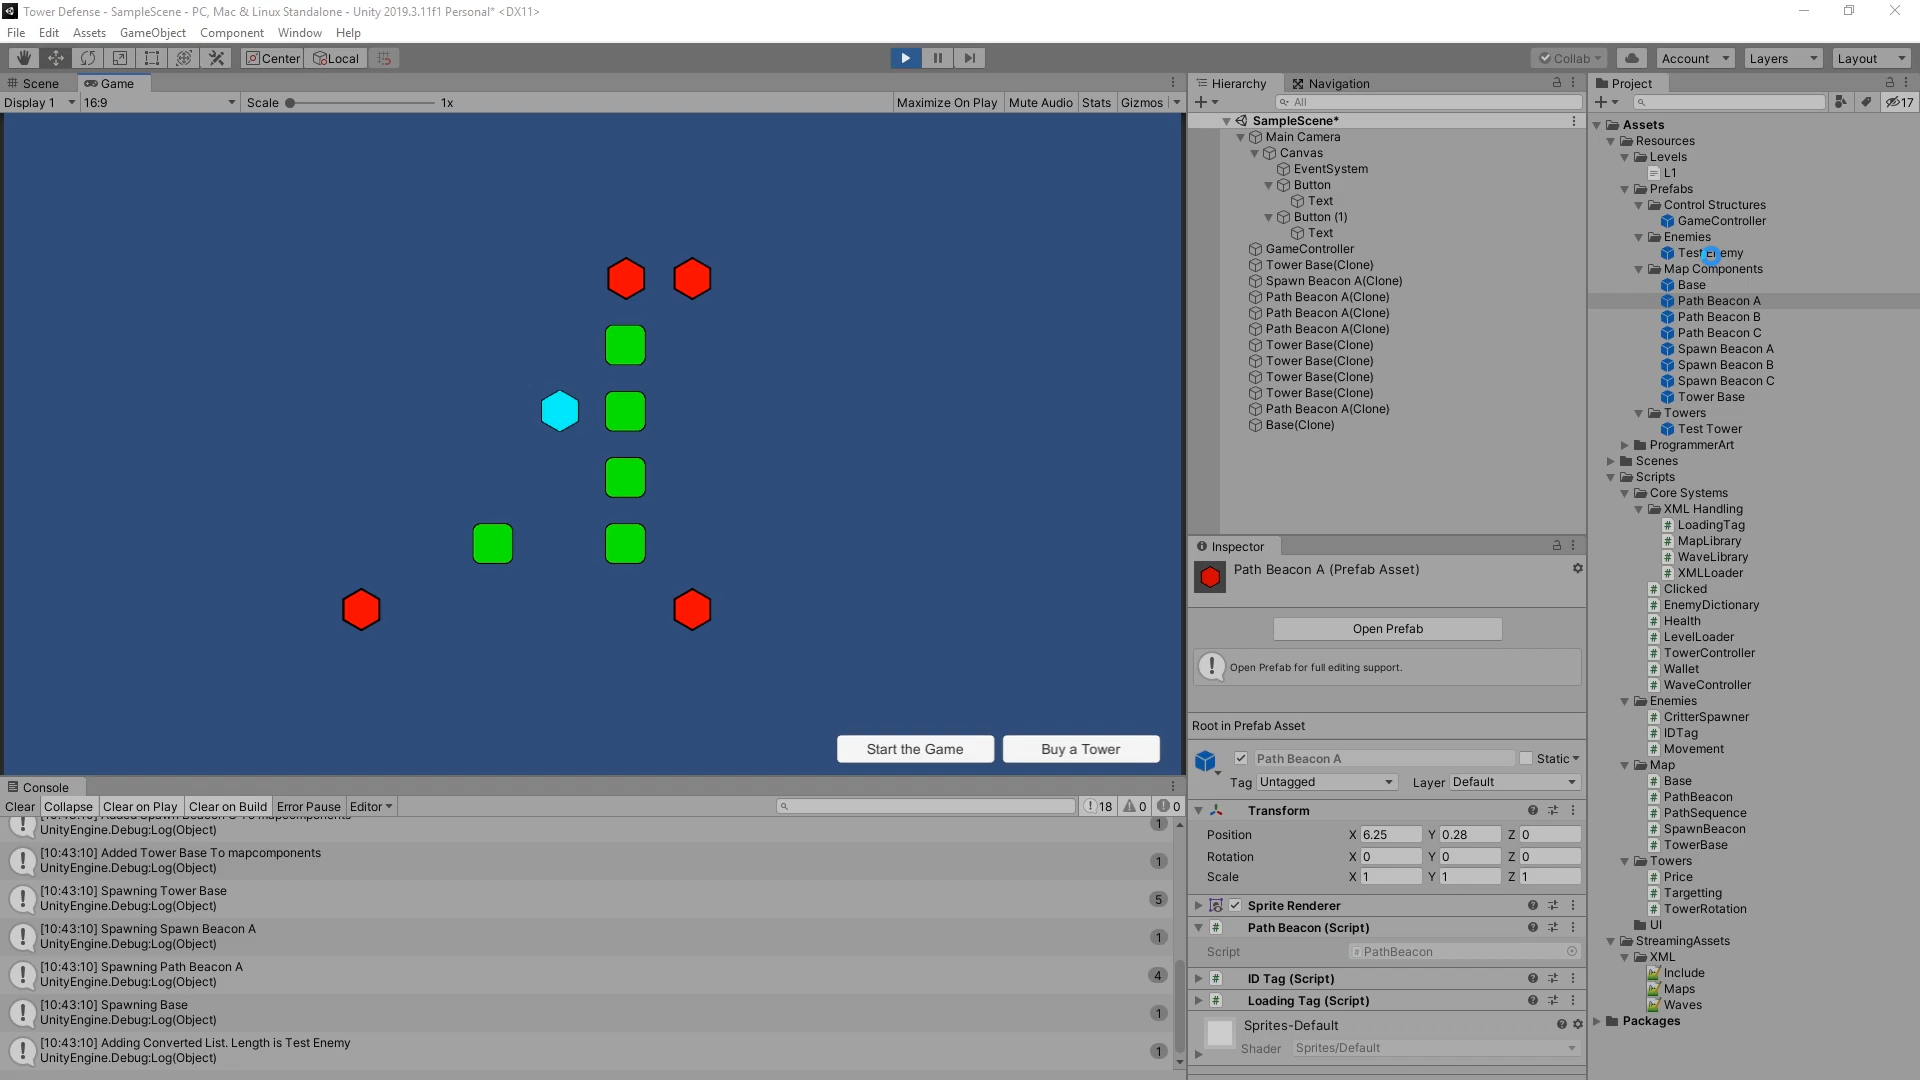 Tower Defense - SampleScene - PC, Mac & Linux Standalone - Unity 2019.3.11f1 Personal* <DX11>
File Edit Assets GameObject Component Window Help
Center Local Collab Account Layers Layout
Scene Game
Display 1 16:9 Scale 1x Maximize On Play Mute Audio Stats Gizmos
Start the Game Buy a Tower
Console
Clear Collapse Clear on Play Clear on Build Error Pause Editor 18 0 0
UnityEngine.Debug:Log(Object) 1
[10:43:10] Added Tower Base To mapcomponents
UnityEngine.Debug:Log(Object) 1
[10:43:10] Spawning Tower Base
UnityEngine.Debug:Log(Object) 5
[10:43:10] Spawning Spawn Beacon A
UnityEngine.Debug:Log(Object) 1
[10:43:10] Spawning Path Beacon A
UnityEngine.Debug:Log(Object) 4
[10:43:10] Spawning Base
UnityEngine.Debug:Log(Object) 1
[10:43:10] Adding Converted List. Length is Test Enemy
UnityEngine.Debug:Log(Object) 1
Hierarchy Navigation
All
SampleScene*
Main Camera
Canvas
EventSystem
Button
Text
Button (1)
Text
GameController
Tower Base(Clone)
Spawn Beacon A(Clone)
Path Beacon A(Clone)
Path Beacon A(Clone)
Path Beacon A(Clone)
Tower Base(Clone)
Tower Base(Clone)
Tower Base(Clone)
Tower Base(Clone)
Path Beacon A(Clone)
Base(Clone)
Inspector
Path Beacon A (Prefab Asset)
Open Prefab
Open Prefab for full editing support.
Root in Prefab Asset
Path Beacon A Static
Tag Untagged Layer Default
Transform
Position X 6.25 Y 0.28 Z 0
Rotation X 0 Y 0 Z 0
Scale X 1 Y 1 Z 1
Sprite Renderer
Path Beacon (Script)
Script PathBeacon
ID Tag (Script)
Loading Tag (Script)
Sprites-Default
Shader Sprites/Default
Project
17
Assets
Resources
Levels
L1
Prefabs
Control Structures
GameController
Enemies
Test Enemy
Map Components
Base
Path Beacon A
Path Beacon B
Path Beacon C
Spawn Beacon A
Spawn Beacon B
Spawn Beacon C
Tower Base
Towers
Test Tower
ProgrammerArt
Scenes
Scripts
Core Systems
XML Handling
LoadingTag
MapLibrary
WaveLibrary
XMLLoader
Clicked
EnemyDictionary
Health
LevelLoader
TowerController
Wallet
WaveController
Enemies
CritterSpawner
IDTag
Movement
Map
Base
PathBeacon
PathSequence
SpawnBeacon
TowerBase
Towers
Price
Targetting
TowerRotation
UI
StreamingAssets
XML
Include
Maps
Waves
Packages